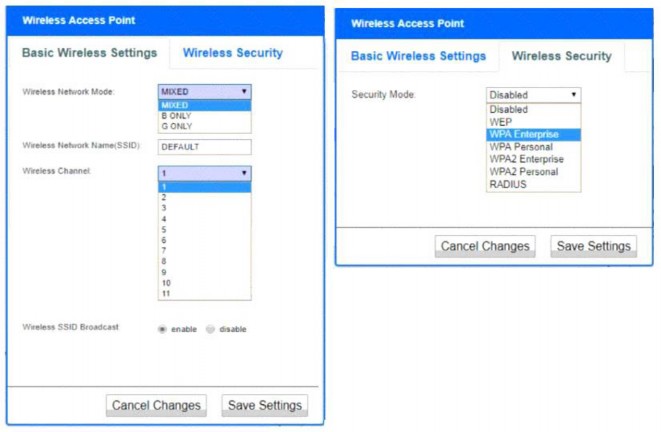 Wireless Access Point
Basic Wireless Settings Wireless Security
Wireless Network Mode:
MIXED
MIXED
B ONLY
G ONLY
Wireless Network Name(SSID)
DEFAULT
Wireless Channel
1
1
2
3
4
5
6
7
8
9
10
11
Wireless SSID Broadcast
enable disable
Cancel Changes Save Settings
Wireless Access Point
Basic Wireless Settings Wireless Security
Security Mode:
Disabled
Disabled
WEP
WPA Enterprise
WPA Personal
WPA2 Enterprise
WPA2 Personal
RADIUS
Cancel Changes Save Settings